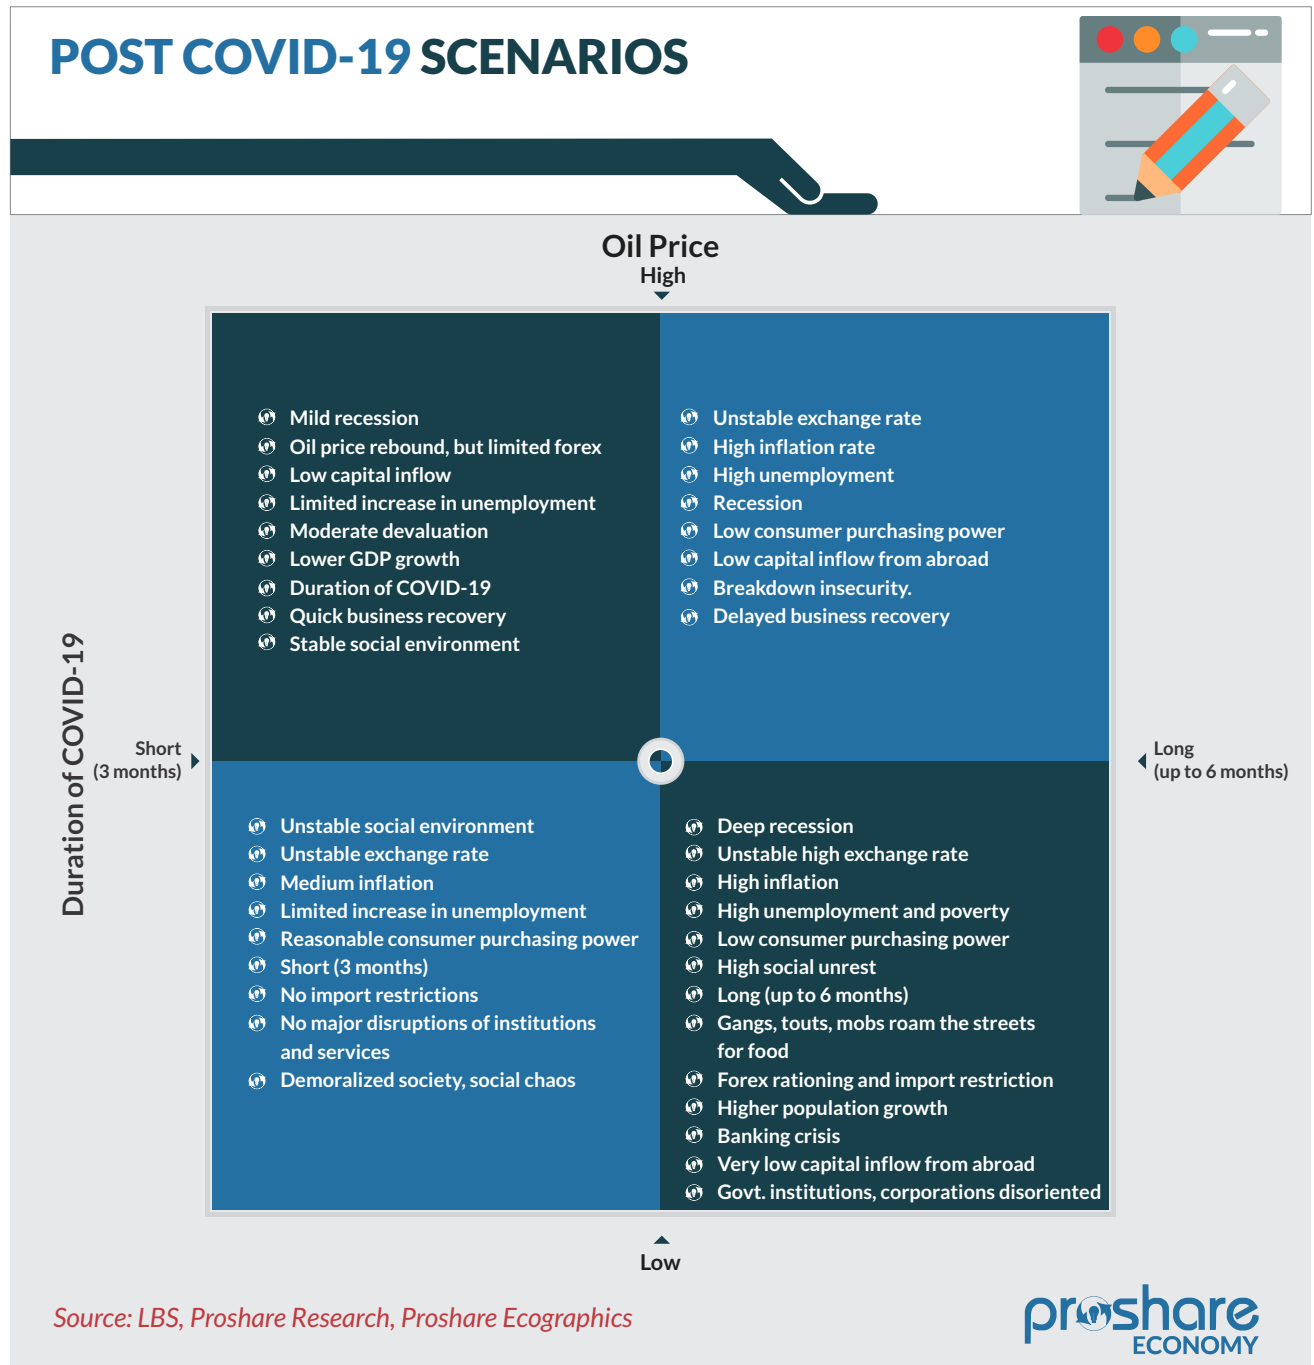 POST COVID-19 SCENARIOS
Oil Price
High
Mild recession
Oil price rebound, but limited forex
Low capital inflow
Limited increase in unemployment
Moderate devaluation
Lower GDP growth
Duration of COVID-19
Quick business recovery
Stable social environment
Unstable exchange rate
High inflation rate
High unemployment
Recession
Low consumer purchasing power
Low capital inflow from abroad
Breakdown insecurity.
Delayed business recovery
Duration of COVID-19
Short
(3 months)
Long
(up to 6 months)
Unstable social environment
Unstable exchange rate
Medium inflation
Limited increase in unemployment
Reasonable consumer purchasing power
Short (3 months)
No import restrictions
No major disruptions of institutions
and services
Demoralized society, social chaos
Deep recession
Unstable high exchange rate
High inflation
High unemployment and poverty
Low consumer purchasing power
High social unrest
Long (up to 6 months)
Gangs, touts, mobs roam the streets
for food
Forex rationing and import restriction
Higher population growth
Banking crisis
Very low capital inflow from abroad
Govt. institutions, corporations disoriented
Low
Source: LBS, Proshare Research, Proshare Ecographics
proshare
ECONOMY